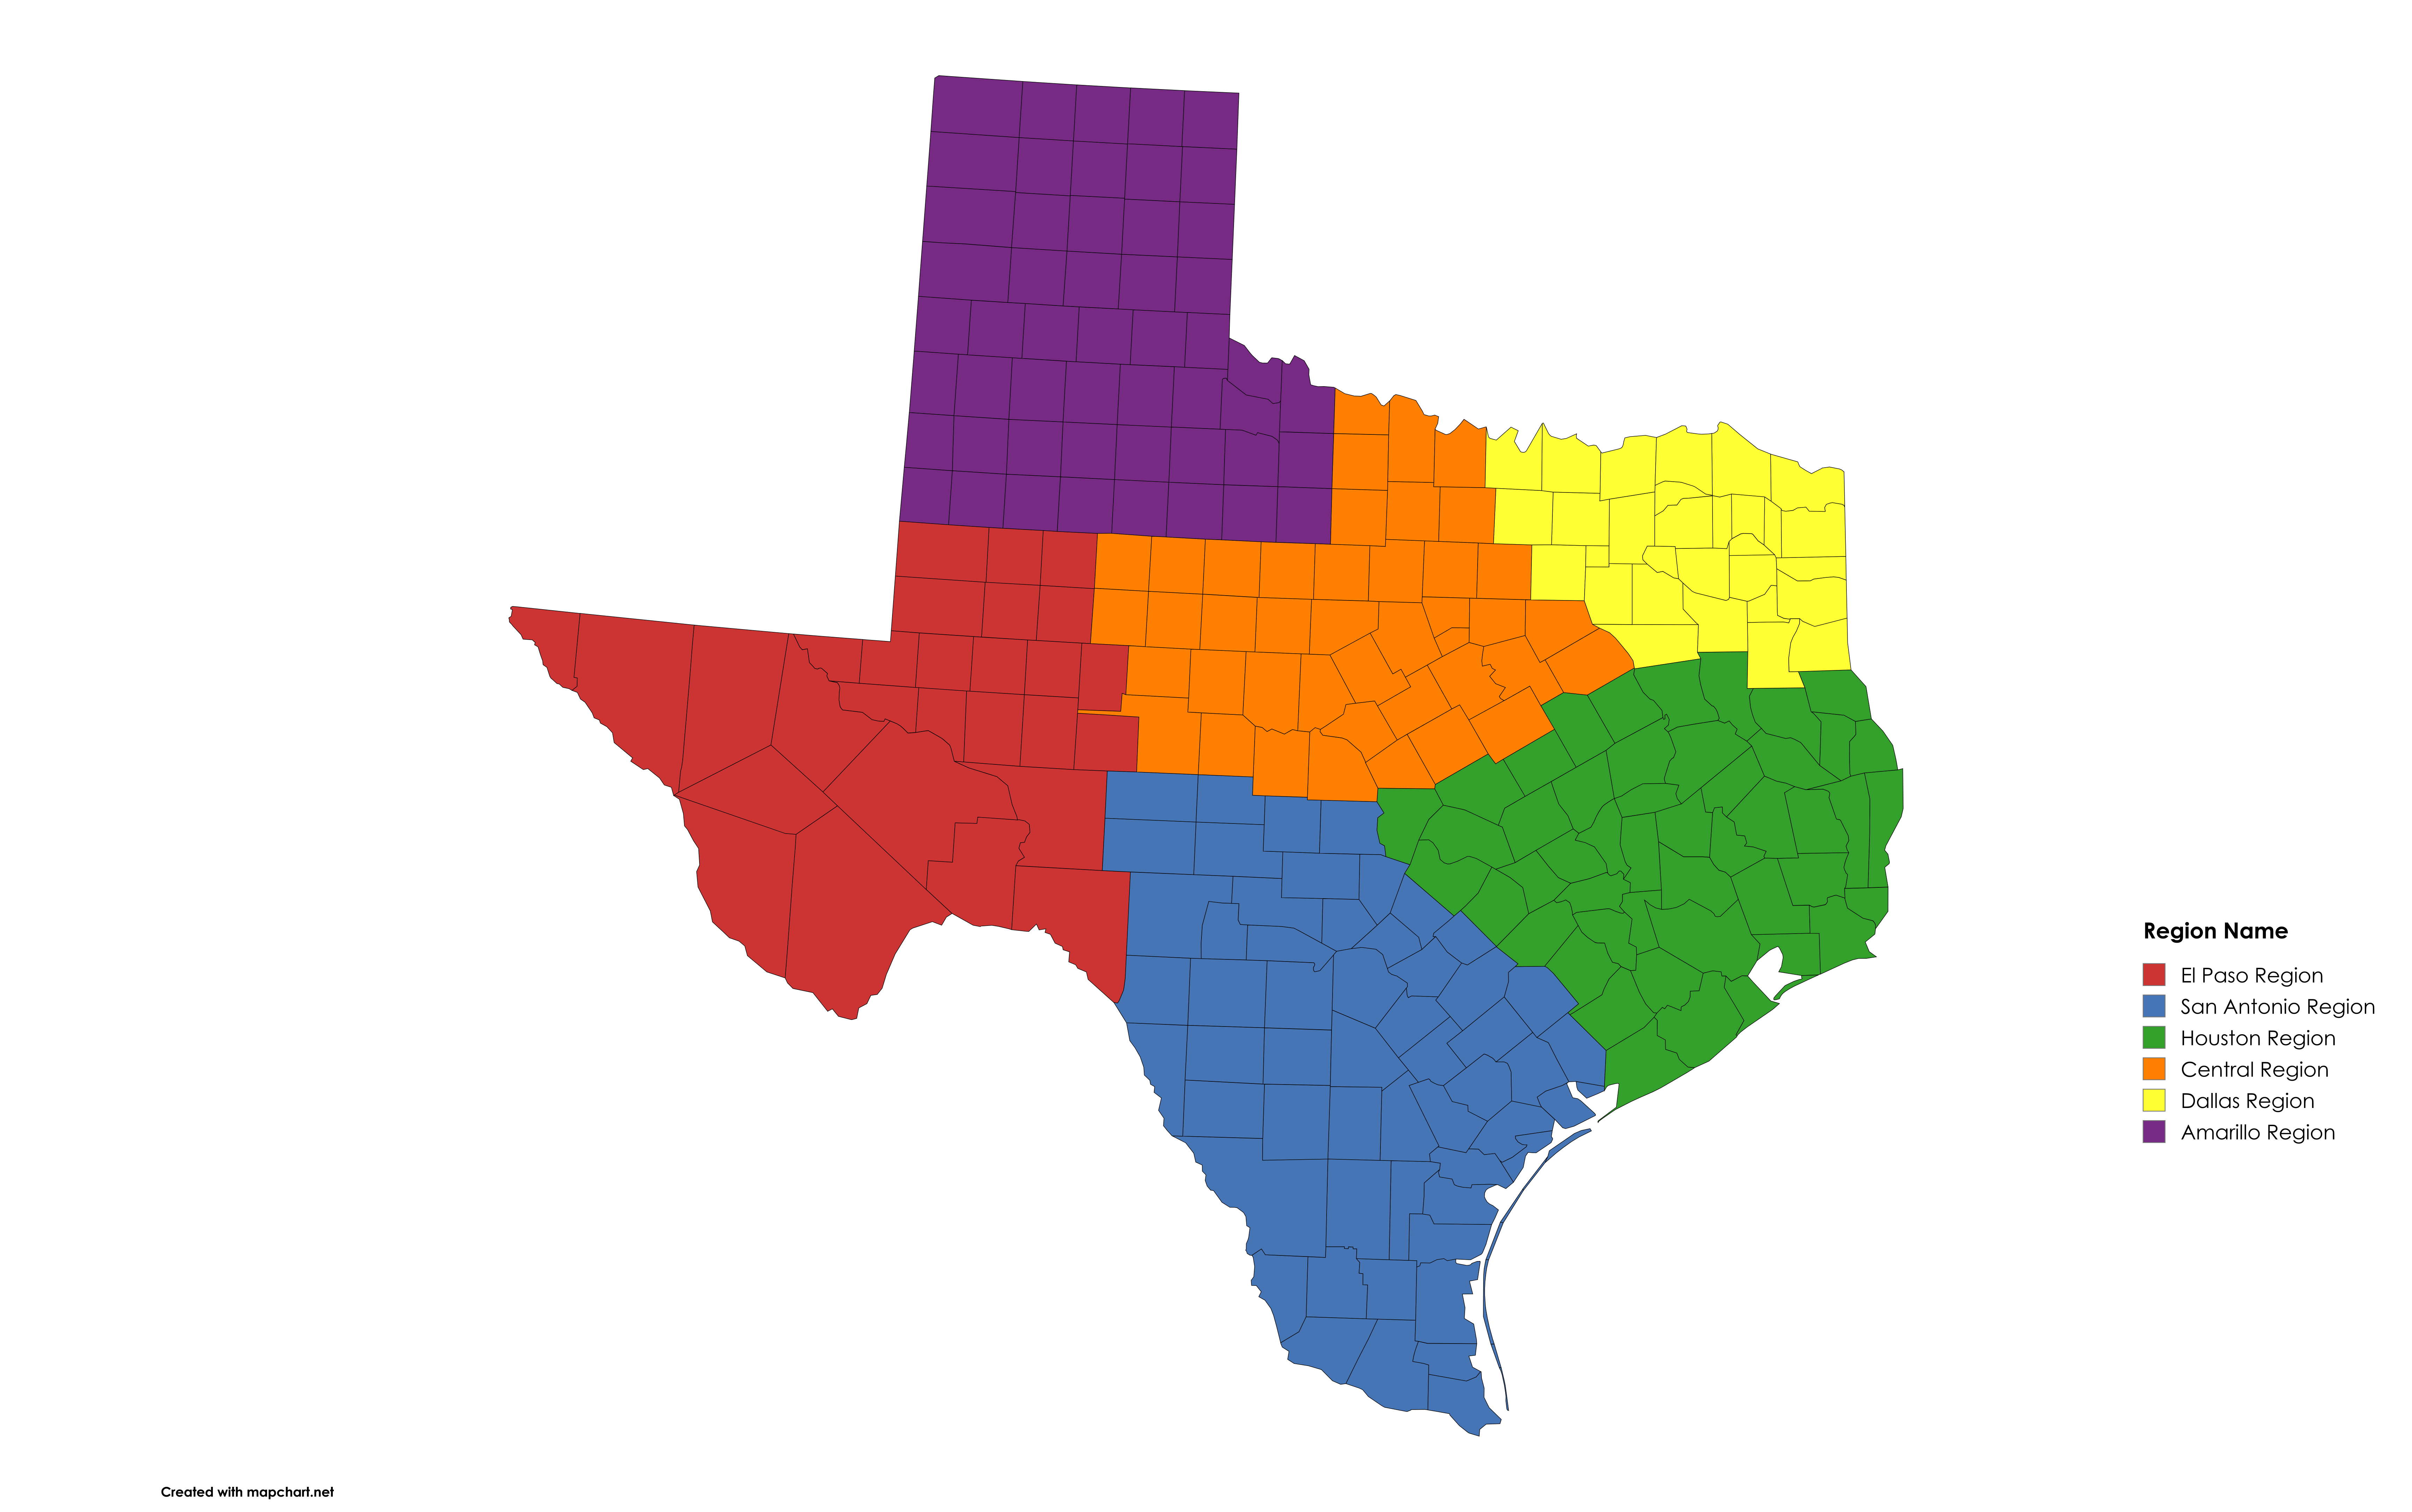 Region Name
El Paso Region
San Antonio Region
Houston Region
Central Region
Dallas Region
Amarillo Region
Created with mapchart.net